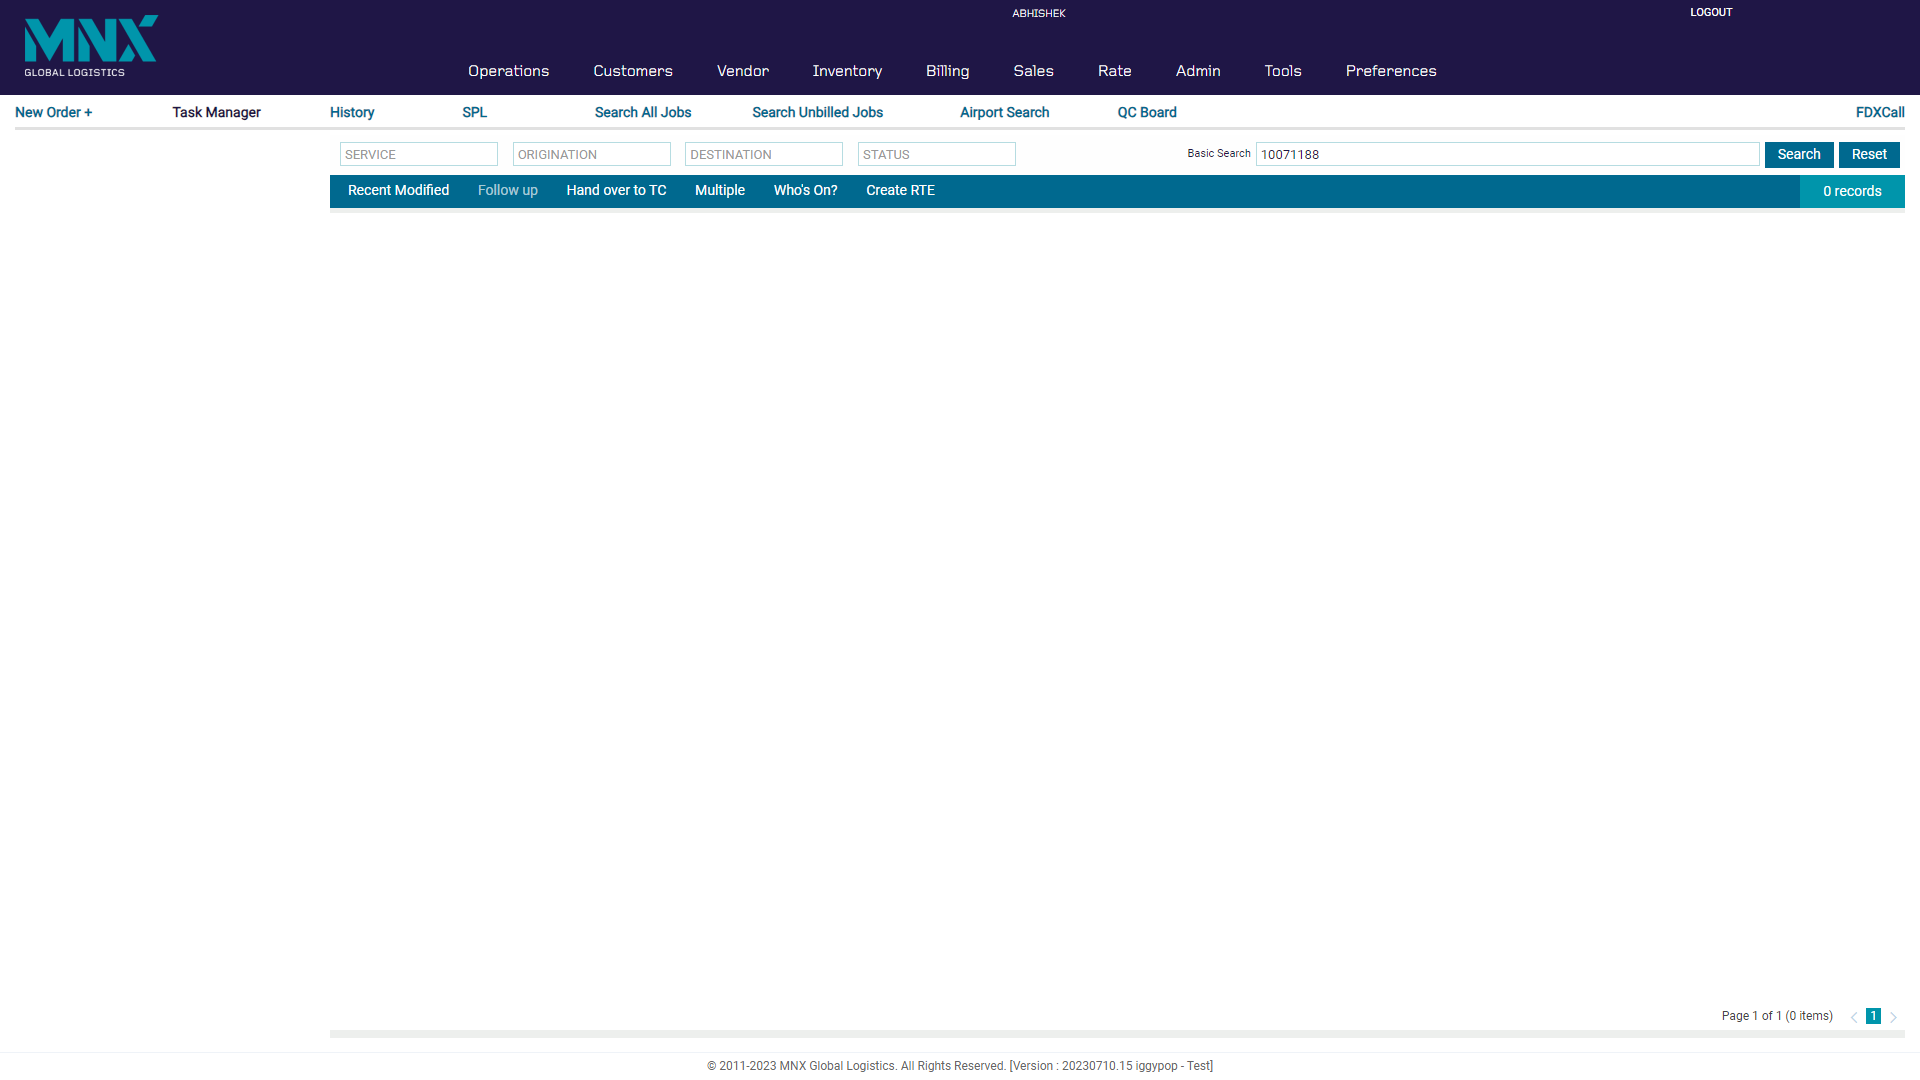 MNX
GLOBAL LOGISTICS
ABHISHEK
LOGOUT
Operations Customers Vendor Inventory Billing Sales Rate Admin Tools Preferences
New Order + Task Manager History SPL Search All Jobs Search Unbilled Jobs Airport Search QC Board FDXCall
SERVICE ORIGINATION DESTINATION STATUS Basic Search 10071188 Search Reset
Recent Modified Follow up Hand over to TC Multiple Who's On? Create RTE 0 records
Page 1 of 1 (0 items) 1
© 2011-2023 MNX Global Logistics. All Rights Reserved. [Version : 20230710.15 iggypop - Test]